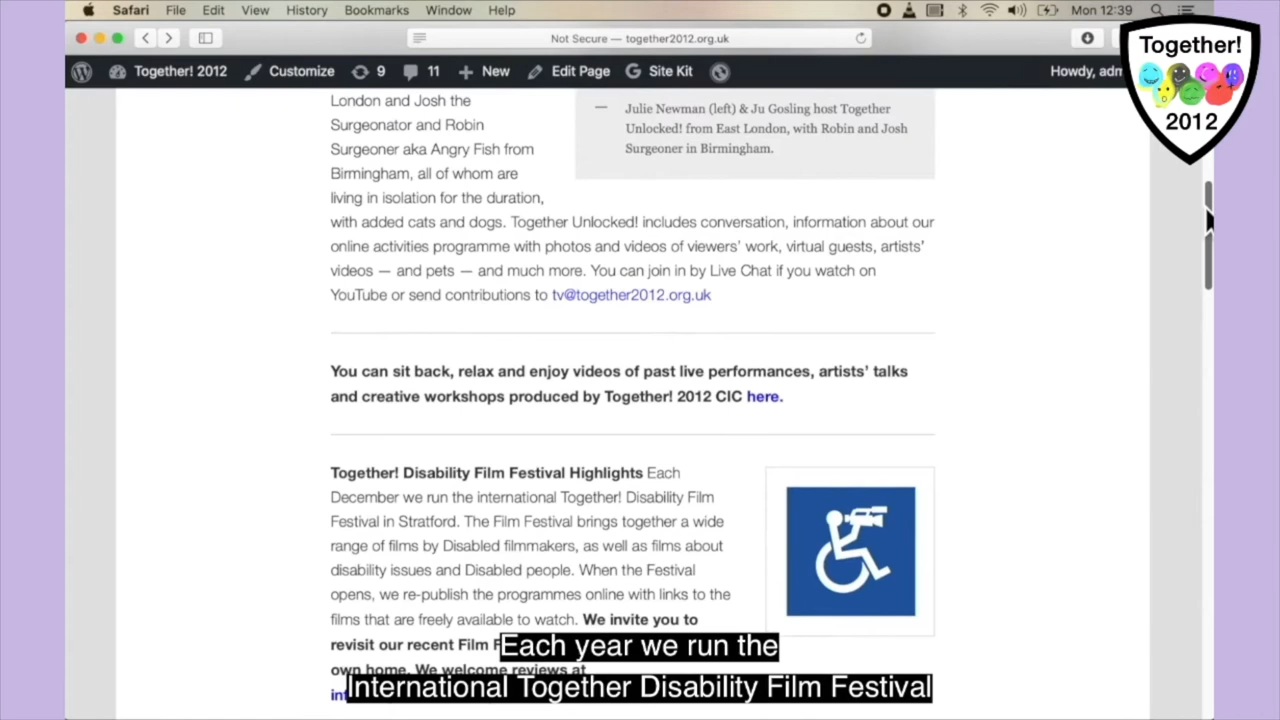 Safari File Edit View History Bookmarks Window Help Mon 12:39
Not Secure — together2012.org.uk
Together! 2012 Customize 9 11 New Edit Page Site Kit Howdy, adm
Together!
2012
London and Josh the
Surgeonator and Robin
Surgeoner aka Angry Fish from
Birmingham, all of whom are
living in isolation for the duration,
— Julie Newman (left) & Ju Gosling host Together
Unlocked! from East London, with Robin and Josh
Surgeoner in Birmingham.
with added cats and dogs. Together Unlocked! includes conversation, information about our
online activities programme with photos and videos of viewers’ work, virtual guests, artists’
videos — and pets — and much more. You can join in by Live Chat if you watch on
YouTube or send contributions to tv@together2012.org.uk
You can sit back, relax and enjoy videos of past live performances, artists’ talks
and creative workshops produced by Together! 2012 CIC here.
Together! Disability Film Festival Highlights Each
December we run the international Together! Disability Film
Festival in Stratford. The Film Festival brings together a wide
range of films by Disabled filmmakers, as well as films about
disability issues and Disabled people. When the Festival
opens, we re-publish the programmes online with links to the
films that are freely available to watch. We invite you to
revisit our recent Film
own home. We welcome reviews at
Each year we run the
International Together Disability Film Festival